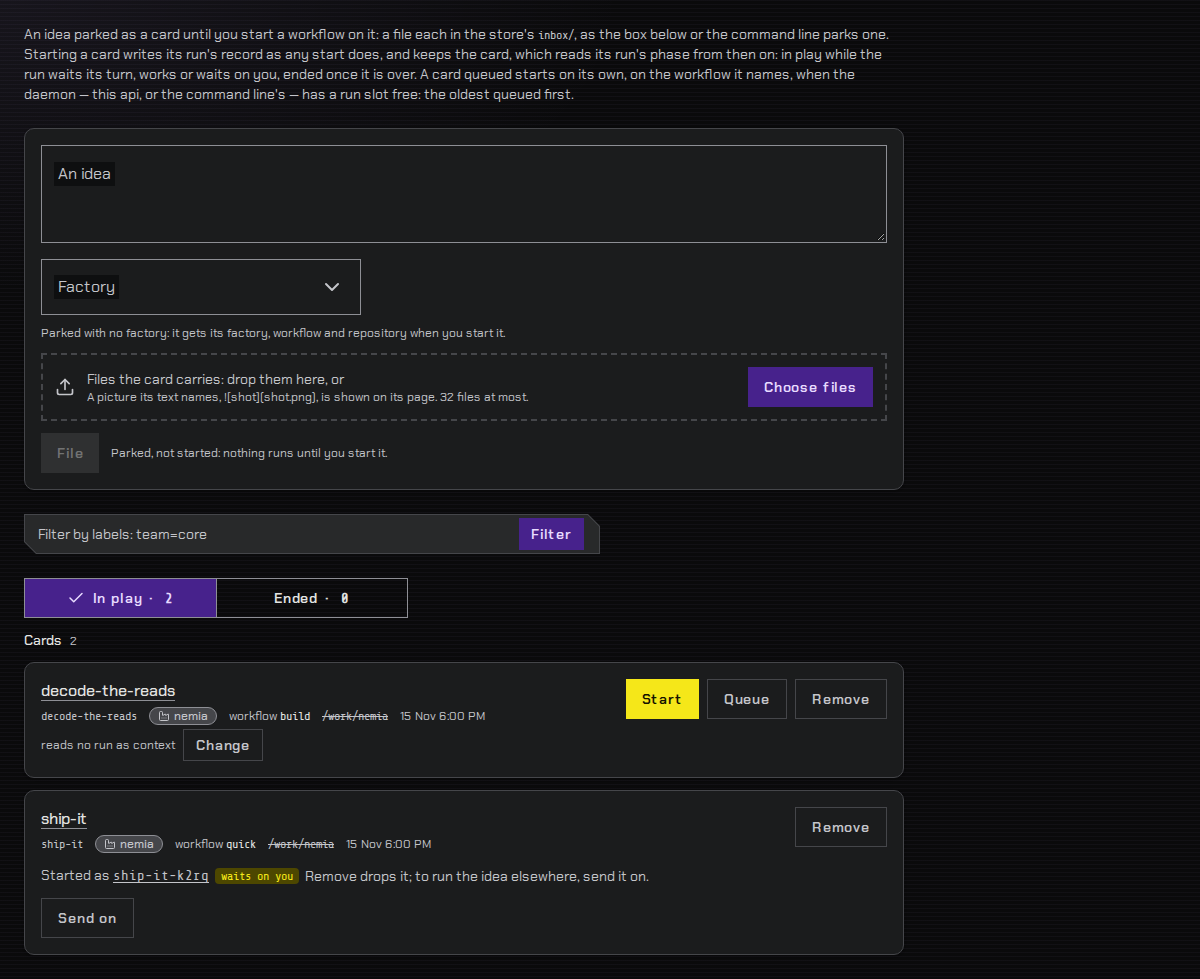 An idea parked as a card until you start a workflow on it: a file each in the store's inbox/, as the box below or the command line parks one.
Starting a card writes its run's record as any start does, and keeps the card, which reads its run's phase from then on: in play while the
run waits its turn, works or waits on you, ended once it is over. A card queued starts on its own, on the workflow it names, when the
daemon — this api, or the command line's — has a run slot free: the oldest queued first.
An idea
Factory
Parked with no factory: it gets its factory, workflow and repository when you start it.
Files the card carries: drop them here, or
A picture its text names, ![shot][shot.png], is shown on its page. 32 files at most.
Choose files
File
Parked, not started: nothing runs until you start it.
Filter by labels: team=core
Filter
In play · 2
Ended · 0
Cards 2
decode-the-reads
Start
Queue
Remove
decode-the-reads nemia workflow build /work/nemia 15 Nov 6:00 PM
reads no run as context Change
ship-it
Remove
ship-it nemia workflow quick /work/nemia 15 Nov 6:00 PM
Started as ship-it-k2rq waits on you Remove drops it; to run the idea elsewhere, send it on.
Send on